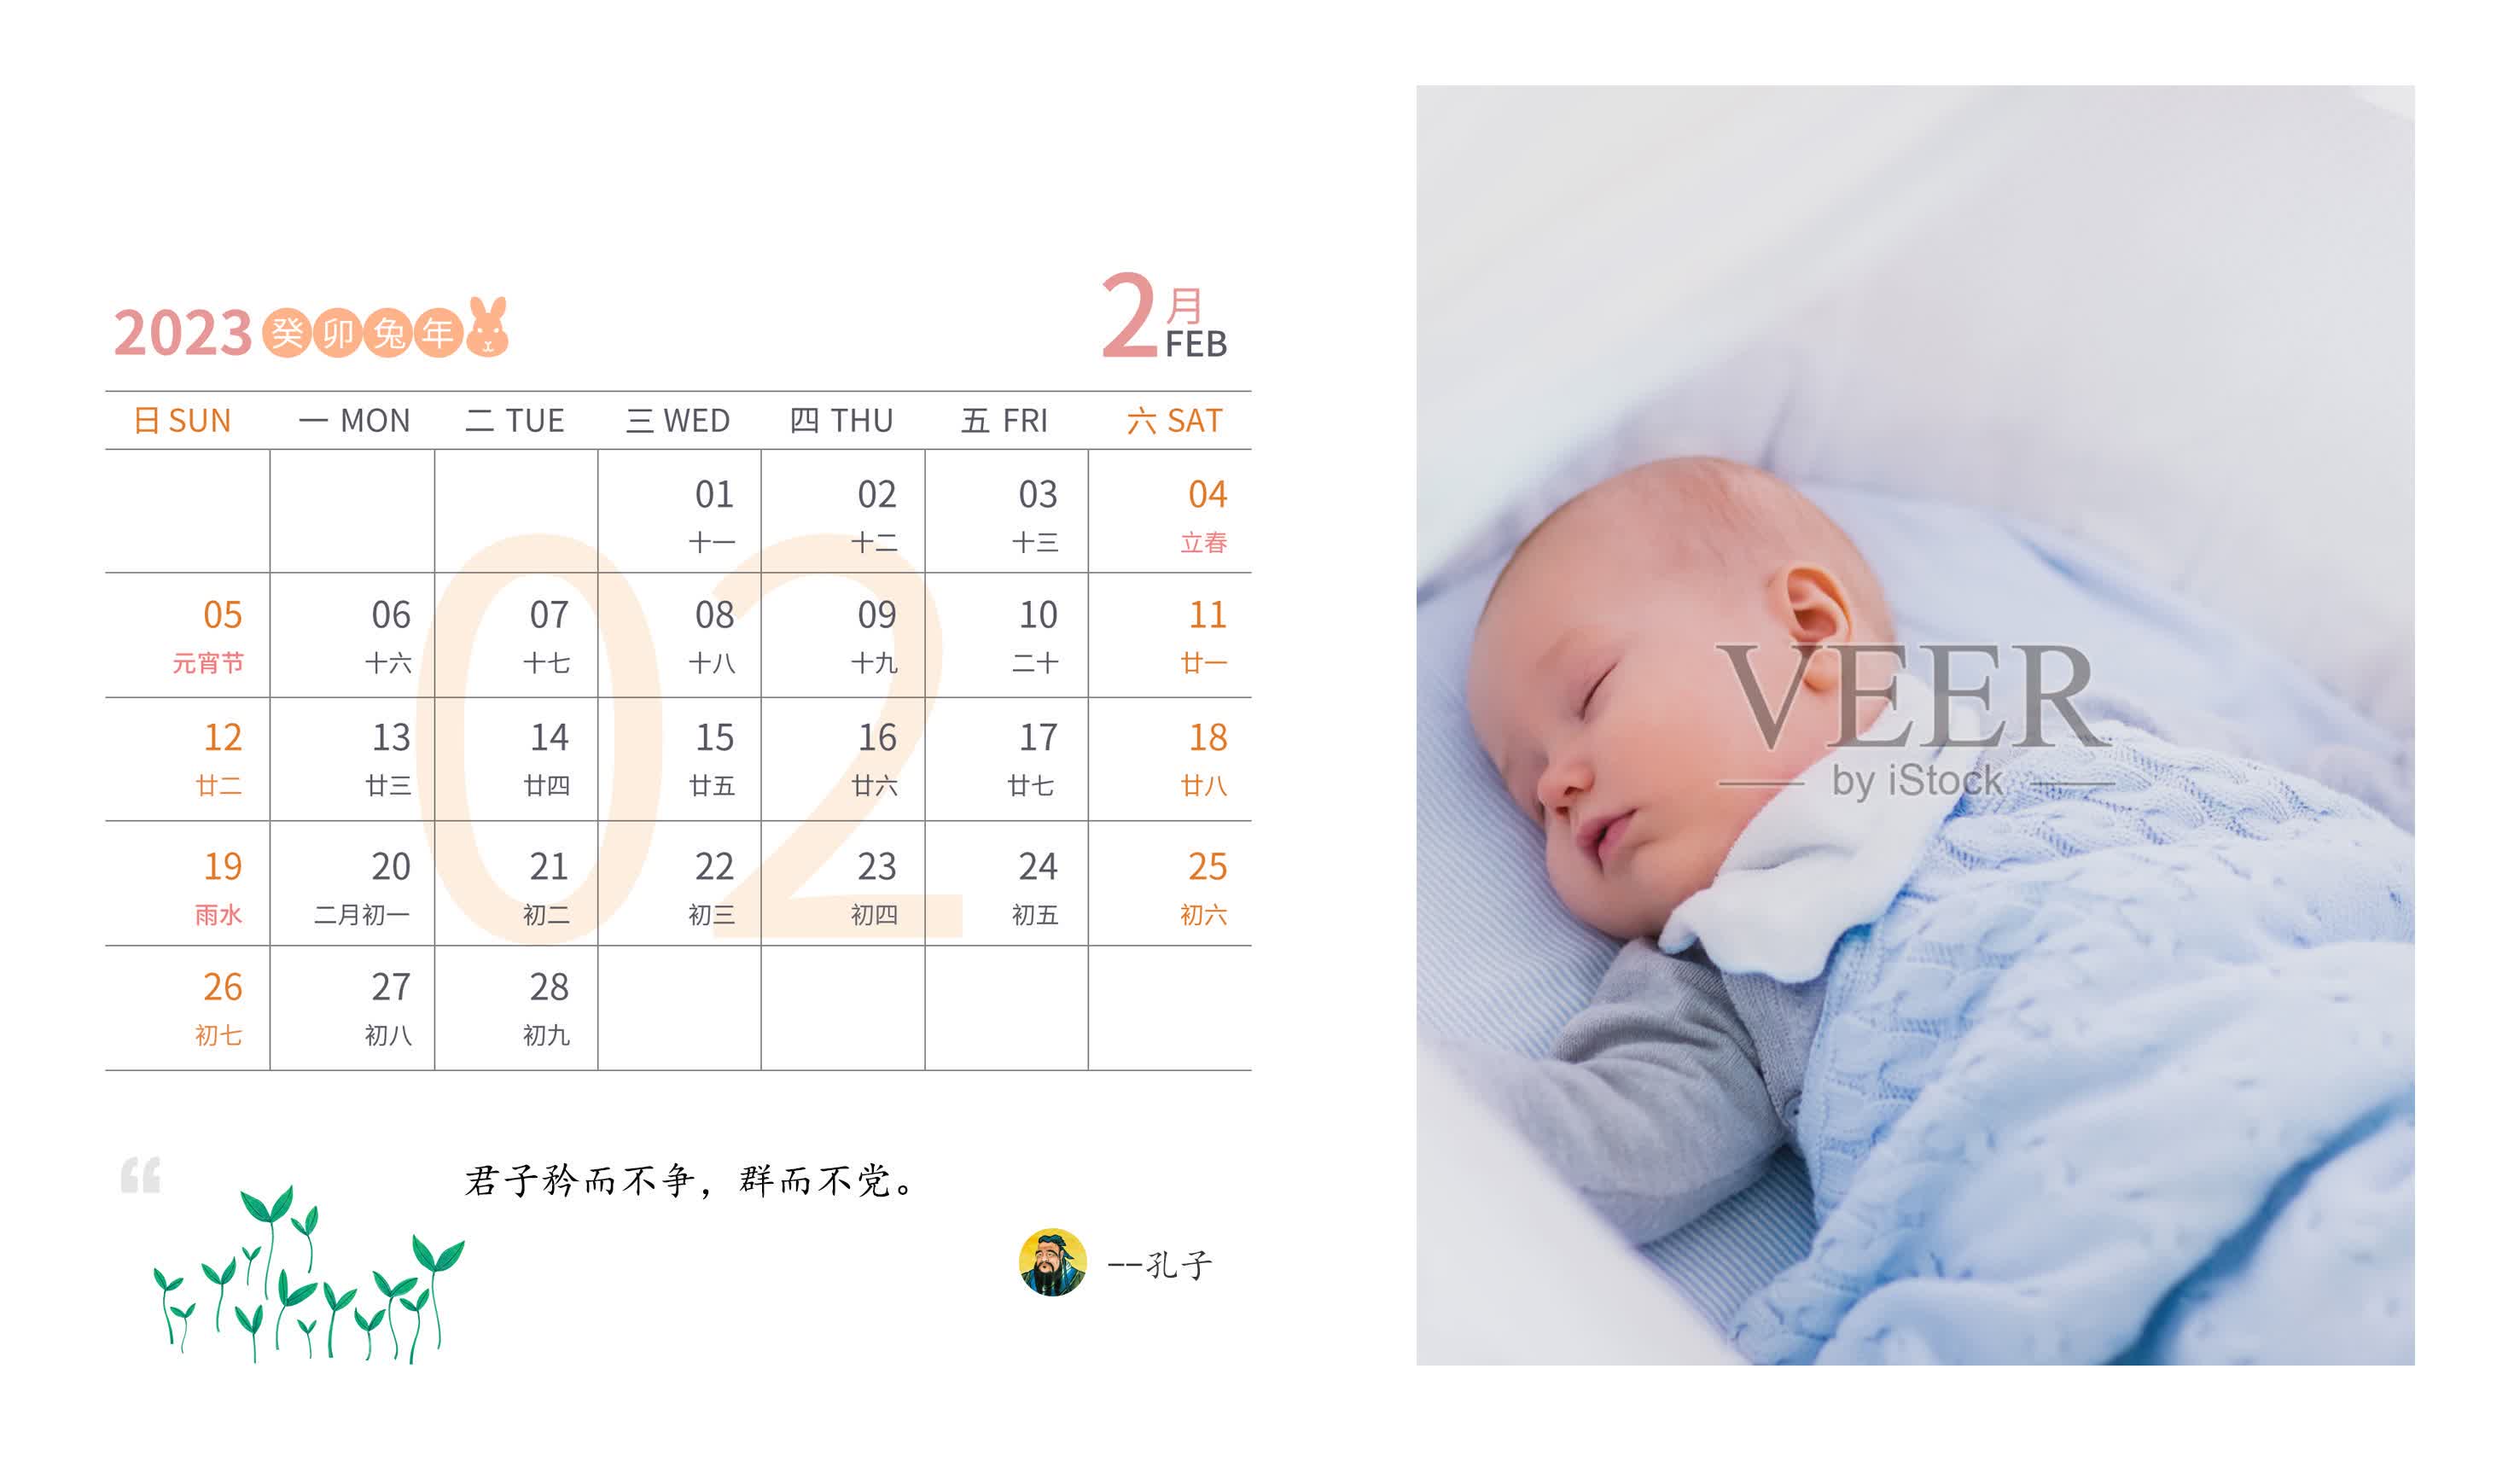 2023 癸卯兔年
2月
FEB
日 SUN 一 MON 二 TUE 三 WED 四 THU 五 FRI 六 SAT
01 02 03 04
十一 十二 十三 立春
05 06 07 08 09 10 11
元宵节 十六 十七 十八 十九 二十 廿一
12 13 14 15 16 17 18
廿二 廿三 廿四 廿五 廿六 廿七 廿八
19 20 21 22 23 24 25
雨水 二月初一 初二 初三 初四 初五 初六
26 27 28
初七 初八 初九
02
“
君子矜而不争，群而不党。
--孔子
VEER
by iStock